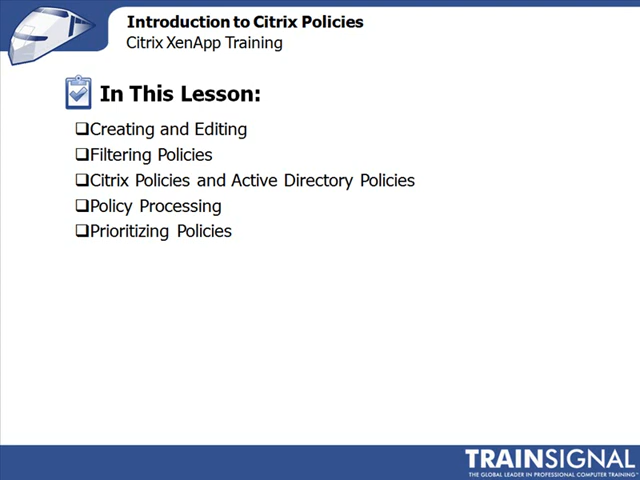 Introduction to Citrix Policies
Citrix XenApp Training
In This Lesson:
Creating and Editing
Filtering Policies
Citrix Policies and Active Directory Policies
Policy Processing
Prioritizing Policies
TRAINSIGNAL
THE GLOBAL LEADER IN PROFESSIONAL COMPUTER TRAINING